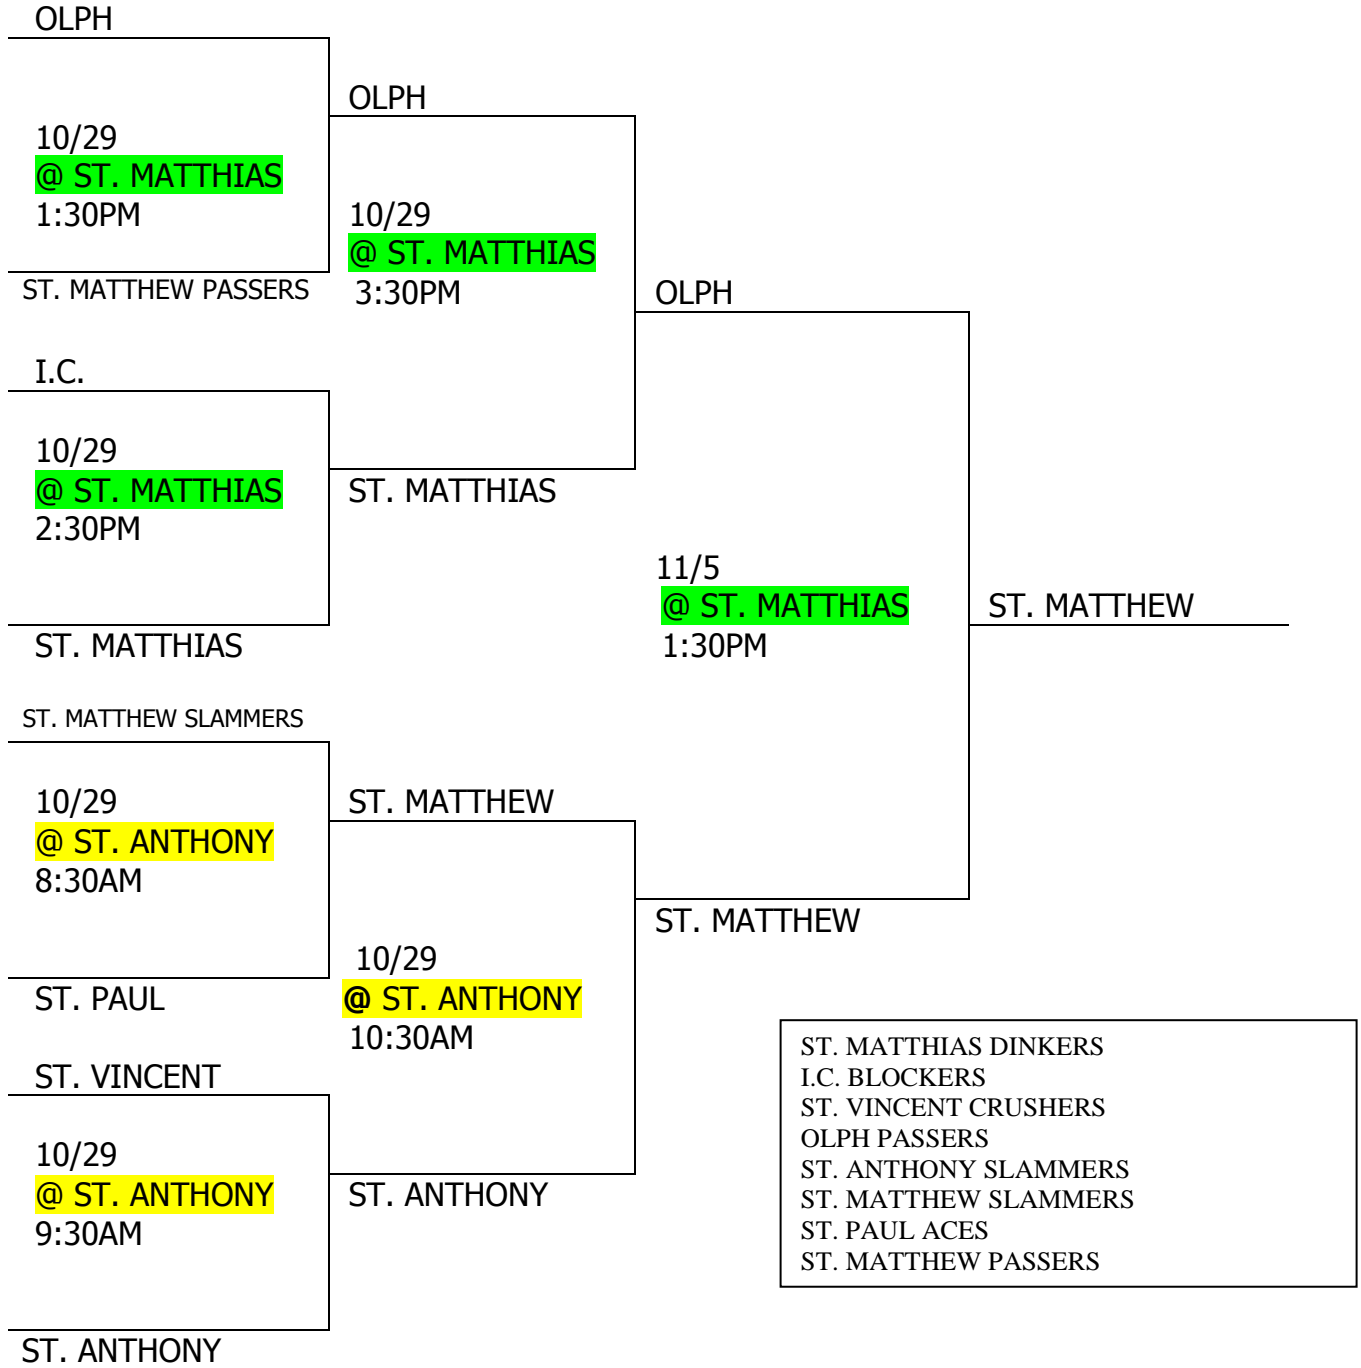 OLPH
10/29
@ ST. MATTHIAS
1:30PM
ST. MATTHEW PASSERS
I.C.
10/29
@ ST. MATTHIAS
2:30PM
ST. MATTHIAS
ST. MATTHEW SLAMMERS
10/29
@ ST. ANTHONY
8:30AM
ST. PAUL
ST. VINCENT
10/29
@ ST. ANTHONY
9:30AM
ST. ANTHONY
OLPH
10/29
@ ST. MATTHIAS
3:30PM
ST. MATTHIAS
ST. MATTHEW
10/29
@ ST. ANTHONY
10:30AM
ST. ANTHONY
OLPH
11/5
@ ST. MATTHIAS
1:30PM
ST. MATTHEW
ST. MATTHEW
ST. MATTHIAS DINKERS
I.C. BLOCKERS
ST. VINCENT CRUSHERS
OLPH PASSERS
ST. ANTHONY SLAMMERS
ST. MATTHEW SLAMMERS
ST. PAUL ACES
ST. MATTHEW PASSERS